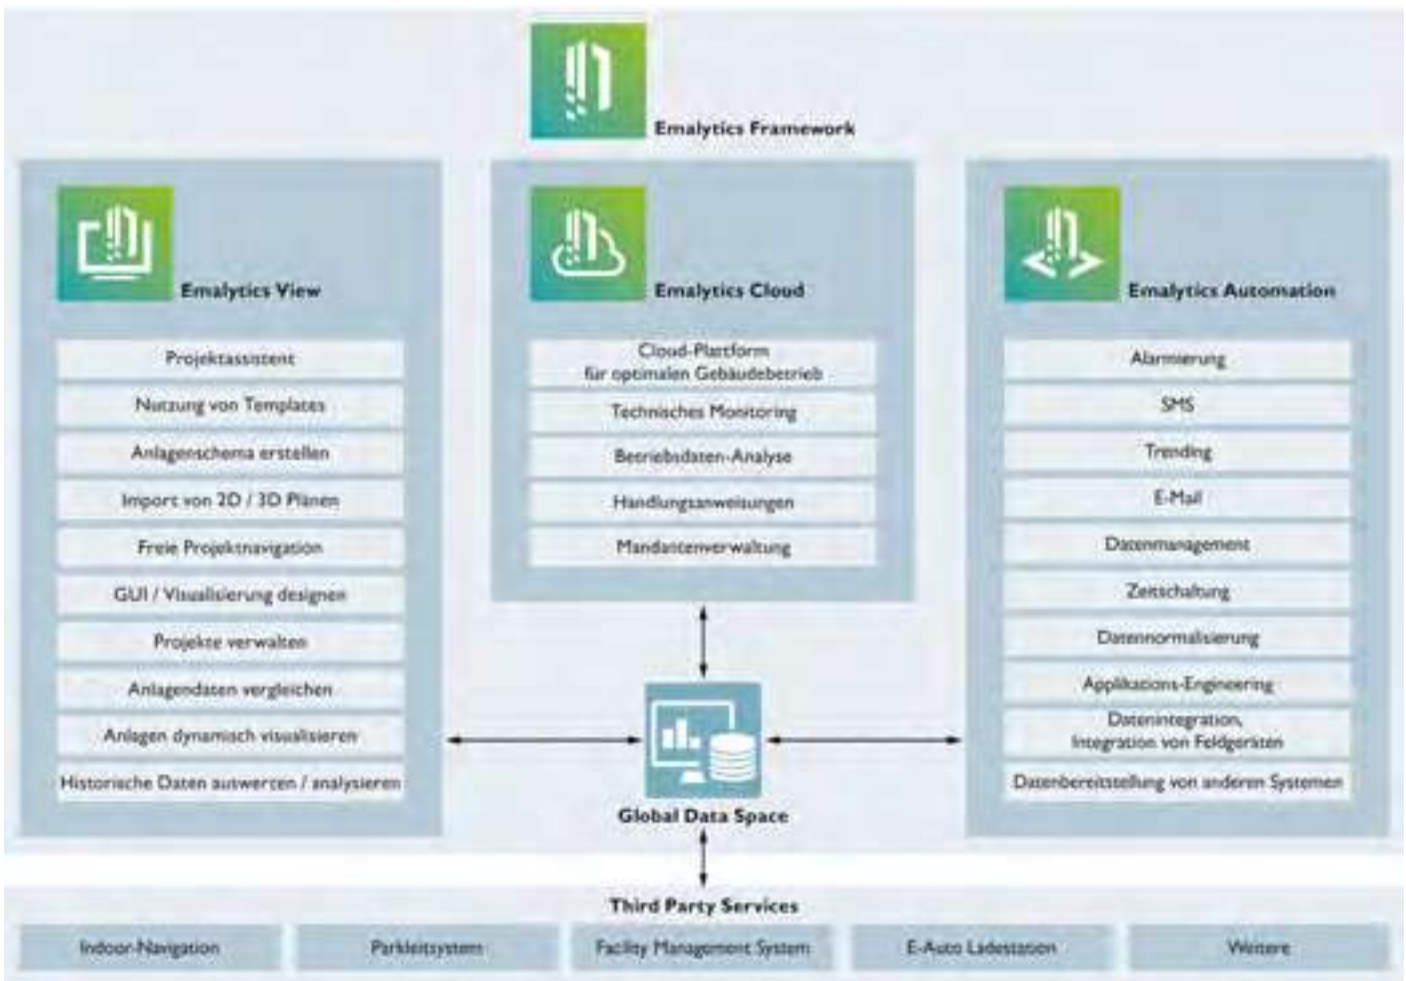 Emalytics Framework
Emalytics View
Projektassistent
Nutzung von Templates
Anlagenschema erstellen
Import von 2D / 3D Plänen
Freie Projektnavigation
GUI / Visualisierung designen
Projekte verwalten
Anlagendaten vergleichen
Anlagen dynamisch visualisieren
Historische Daten auswerten / analysieren
Emalytics Cloud
Cloud-Plattform
für optimalen Gebäudebetrieb
Technisches Monitoring
Betriebsdaten-Analyse
Handlungsanweisungen
Mandantenverwaltung
Emalytics Automation
Alarmierung
SMS
Trending
E-Mail
Datenmanagement
Zeitschaltung
Datennormalisierung
Applikations-Engineering
Datenintegration,
Integration von Feldgeräten
Datenbereitstellung von anderen Systemen
Global Data Space
Third Party Services
Indoor-Navigation
Parkleitsystem
Facility Management System
E-Auto Ladestation
Weitere